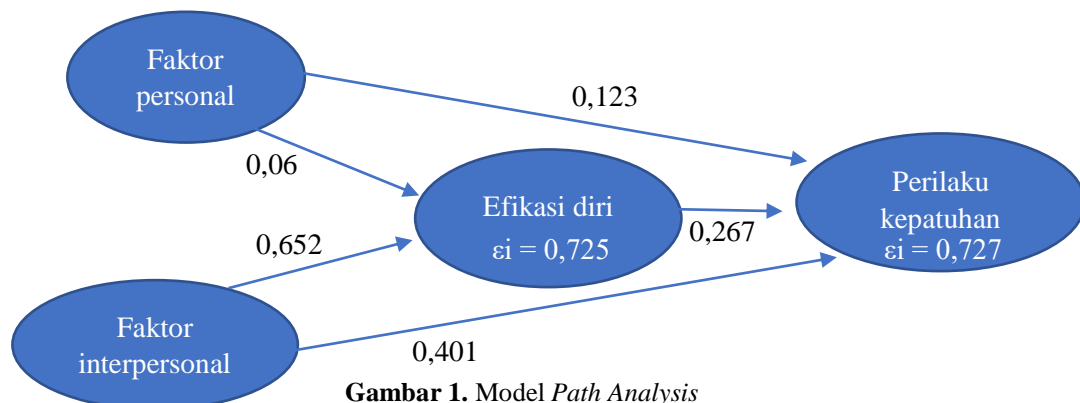 Faktor
personal
0,123
0,06
Efikasi diri
εi = 0,725
0,267
Perilaku
kepatuhan
εi = 0,727
0,652
Faktor
interpersonal
0,401
Gambar 1. Model Path Analysis